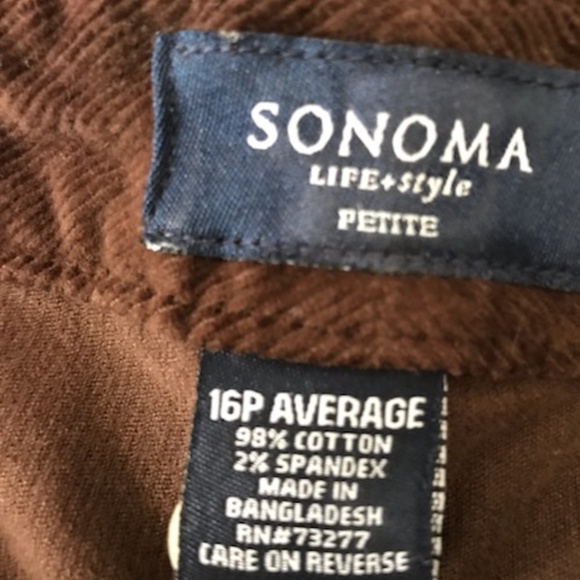 SONOMA
LIFE+style
PETITE
16P AVERAGE
98% COTTON
2% SPANDEX
MADE IN
BANGLADESH
RN#73277
CARE ON REVERSE